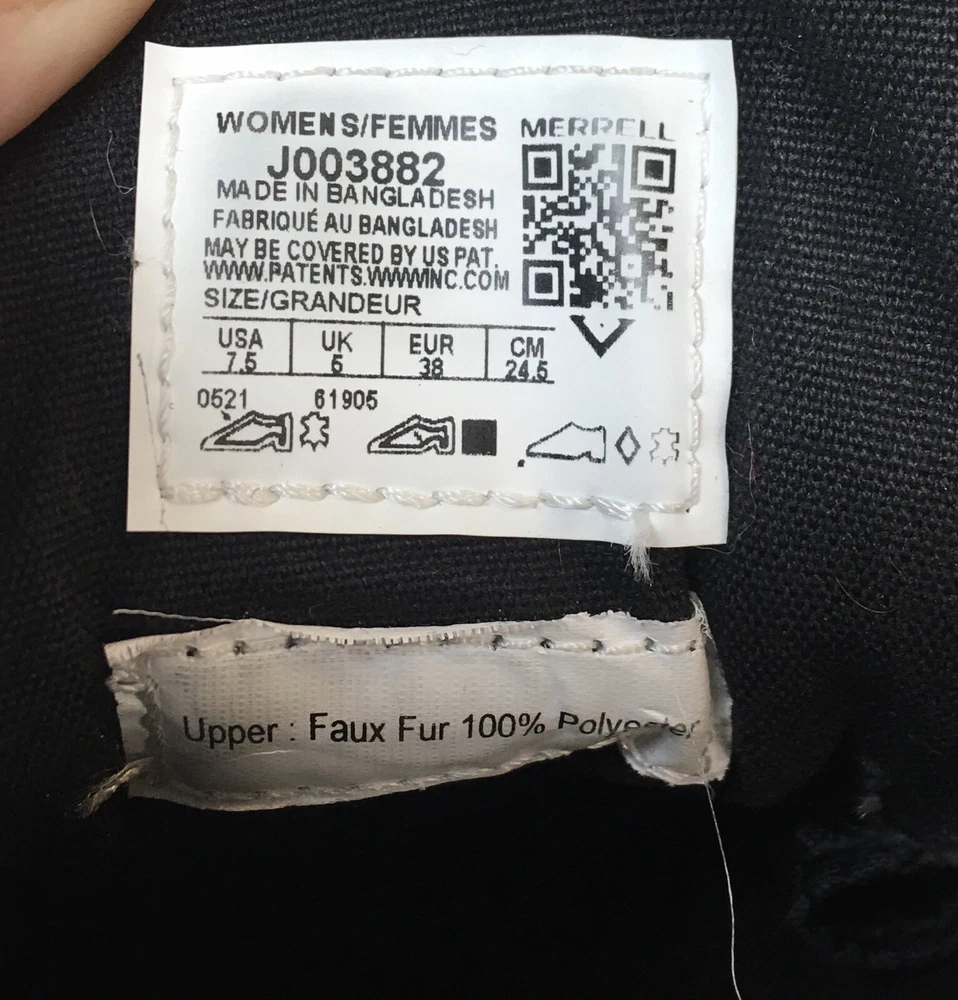 WOMENS/FEMMES
MERRELL
J003882
MADE IN BANGLADESH
FABRIQUÉ AU BANGLADESH
MAY BE COVERED BY US PAT.
WWW.PATENTS.WWWINC.COM
SIZE/GRANDEUR
USA UK EUR CM
7.5 5 38 24.5
0521 61905
Upper : Faux Fur 100% Polyester